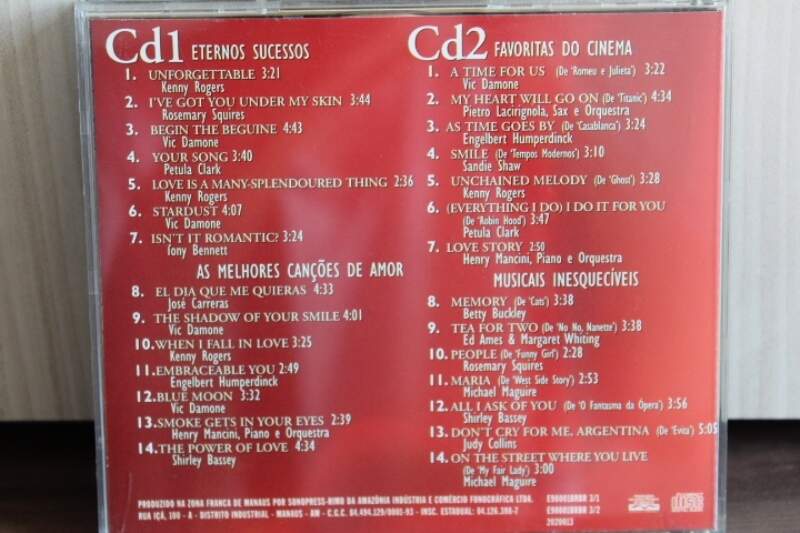 Cd1 ETERNOS SUCESSOS
1. UNFORGETTABLE 3:21
Kenny Rogers
2. I'VE GOT YOU UNDER MY SKIN 3:44
Rosemary Squires
3. BEGIN THE BEGUINE 4:43
Vic Damone
4. YOUR SONG 3:40
Petula Clark
5. LOVE IS A MANY-SPLENDOURED THING 2:36
Kenny Rogers
6. STARDUST 4:07
Vic Damone
7. ISN'T IT ROMANTIC? 3:24
Tony Bennett
AS MELHORES CANÇÕES DE AMOR
8. EL DIA QUE ME QUIERAS 4:33
José Carreras
9. THE SHADOW OF YOUR SMILE 4:01
Vic Damone
10. WHEN I FALL IN LOVE 3:25
Kenny Rogers
11. EMBRACEABLE YOU 2:49
Engelbert Humperdinck
12. BLUE MOON 3:32
Vic Damone
13. SMOKE GETS IN YOUR EYES 2:39
Henry Mancini, Piano e Orquestra
14. THE POWER OF LOVE 4:34
Shirley Bassey
Cd2 FAVORITAS DO CINEMA
1. A TIME FOR US (De 'Romeu e Julieta') 3:22
Vic Damone
2. MY HEART WILL GO ON (De 'Titanic') 4:34
Pietro Lacirignola, Sax e Orquestra
3. AS TIME GOES BY (De 'Casablanca') 3:24
Engelbert Humperdinck
4. SMILE (De 'Tempos Modernos') 3:10
Sandie Shaw
5. UNCHAINED MELODY (De 'Ghost') 3:28
Kenny Rogers
6. (EVERYTHING I DO) I DO IT FOR YOU
(De 'Robin Hood') 3:47
Petula Clark
7. LOVE STORY 2:50
Henry Mancini, Piano e Orquestra
MUSICAIS INESQUECÍVEIS
8. MEMORY (De 'Cats') 3:38
Betty Buckley
9. TEA FOR TWO (De 'No No, Nanette') 3:38
Ed Ames & Margaret Whiting
10. PEOPLE (De 'Funny Girl') 2:28
Rosemary Squires
11. MARIA (De 'West Side Story') 2:53
Michael Maguire
12. ALL I ASK OF YOU (De 'O Fantasma da Ópera') 3:56
Shirley Bassey
13. DON'T CRY FOR ME, ARGENTINA (De 'Evita') 5:05
Judy Collins
14. ON THE STREET WHERE YOU LIVE
(De 'My Fair Lady') 3:00
Michael Maguire
PRODUZIDO NA ZONA FRANCA DE MANAUS POR SONOPRESS-RIMO DA AMAZÔNIA INDÚSTRIA E COMÉRCIO FONOGRÁFICA LTDA.
RUA IÇÁ, 100 - A - DISTRITO INDUSTRIAL - MANAUS - AM - C.G.C. 04.494.129/0001-93 - INSC. ESTADUAL:
3/1
3/2
2020013